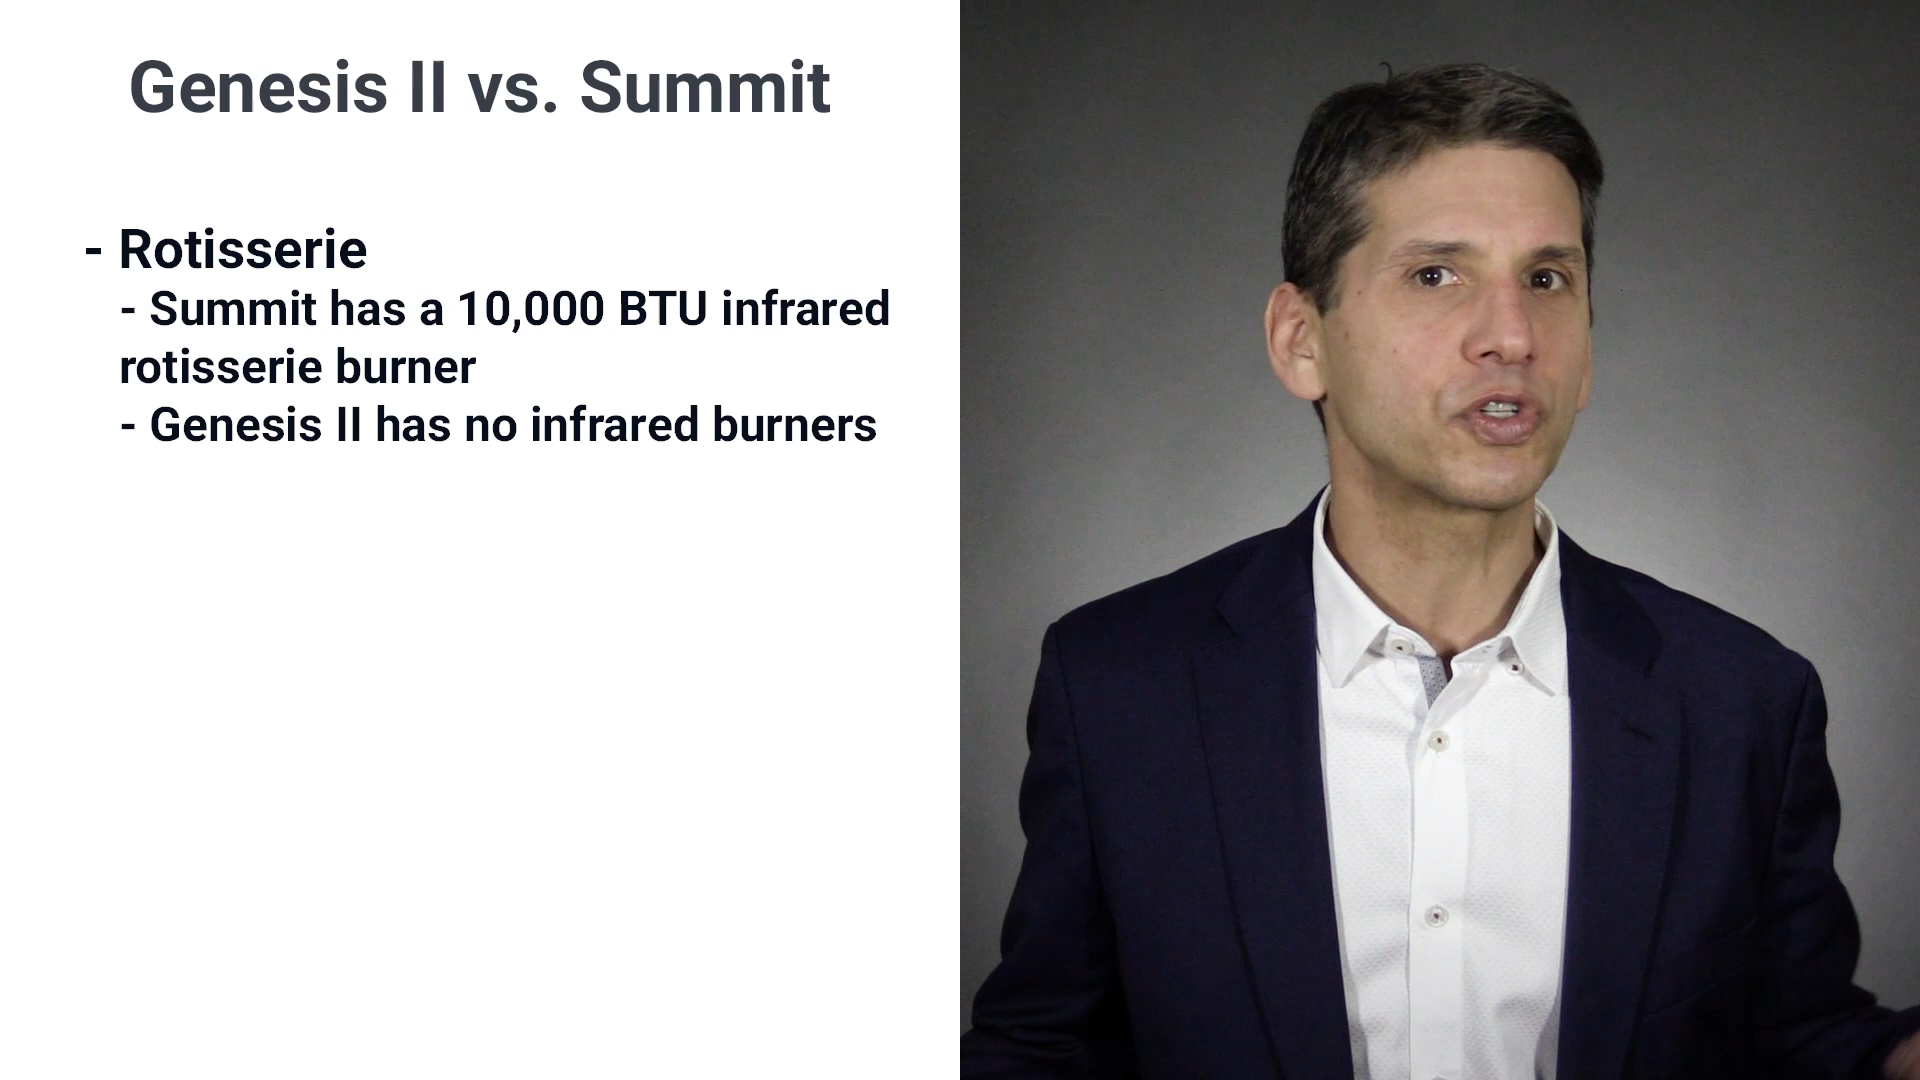 Genesis II vs. Summit
- Rotisserie
- Summit has a 10,000 BTU infrared
rotisserie burner
- Genesis II has no infrared burners